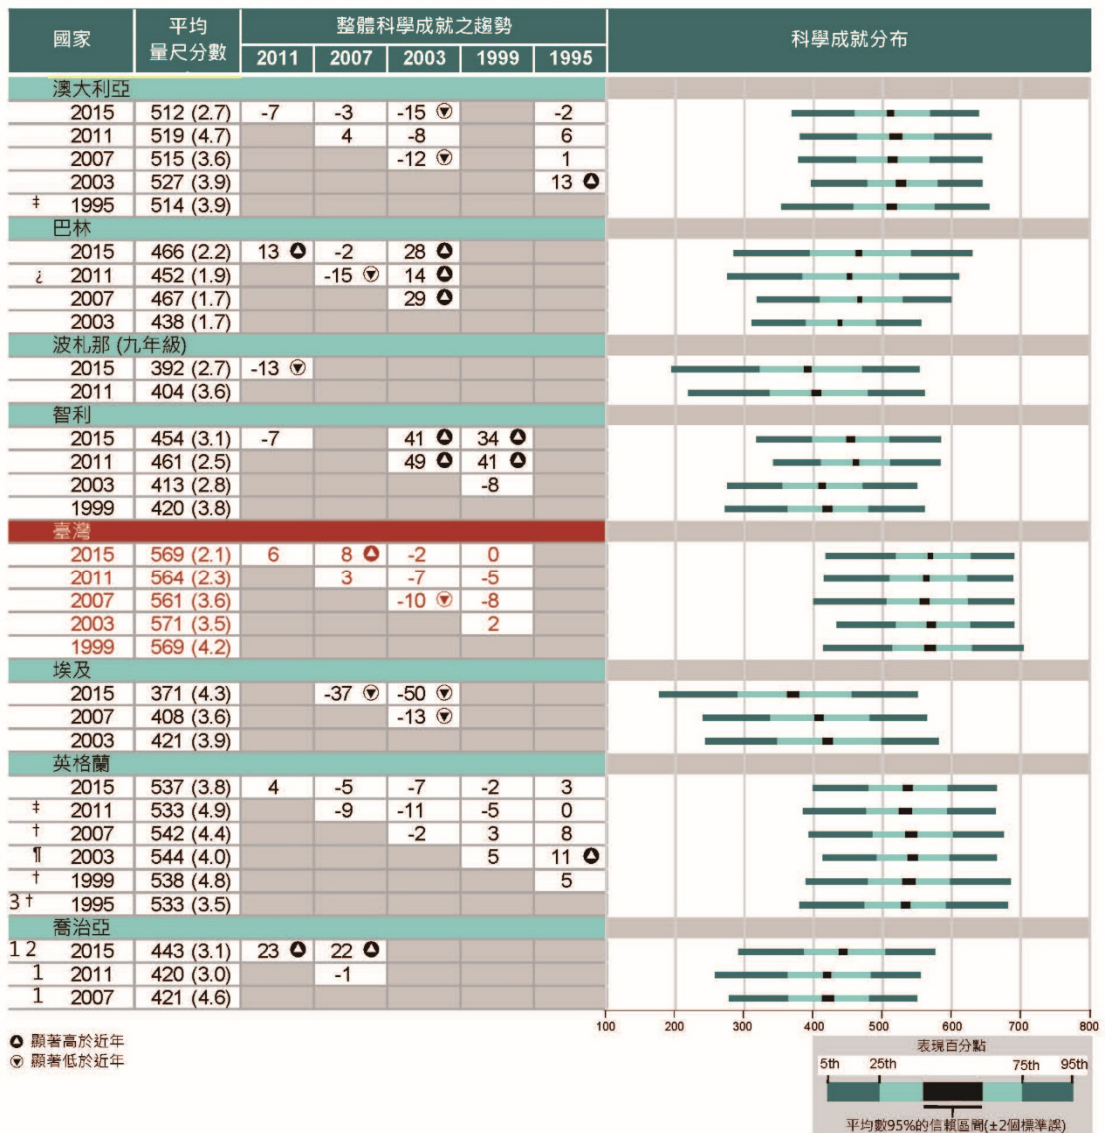 國家 平均量尺分數 整體科學成就之趨勢 科學成就分布
2011 2007 2003 1999 1995
澳大利亞
2015 512 (2.7) -7 -3 -15 ▼ -2
2011 519 (4.7) 4 -8 6
2007 515 (3.6) -12 ▼ 1
2003 527 (3.9) 13 ▲
‡ 1995 514 (3.9)
巴林
2015 466 (2.2) 13 ▲ -2 28 ▲
¿ 2011 452 (1.9) -15 ▼ 14 ▲
2007 467 (1.7) 29 ▲
2003 438 (1.7)
波札那 (九年級)
2015 392 (2.7) -13 ▼
2011 404 (3.6)
智利
2015 454 (3.1) -7 41 ▲ 34 ▲
2011 461 (2.5) 49 ▲ 41 ▲
2003 413 (2.8) -8
1999 420 (3.8)
臺灣
2015 569 (2.1) 6 8 ▲ -2 0
2011 564 (2.3) 3 -7 -5
2007 561 (3.6) -10 ▼ -8
2003 571 (3.5) 2
1999 569 (4.2)
埃及
2015 371 (4.3) -37 ▼ -50 ▼
2007 408 (3.6) -13 ▼
2003 421 (3.9)
英格蘭
2015 537 (3.8) 4 -5 -7 -2 3
‡ 2011 533 (4.9) -9 -11 -5 0
† 2007 542 (4.4) -2 3 8
¶ 2003 544 (4.0) 5 11 ▲
† 1999 538 (4.8) 5
3 † 1995 533 (3.5)
喬治亞
1 2 2015 443 (3.1) 23 ▲ 22 ▲
1 2011 420 (3.0) -1
1 2007 421 (4.6)
100 200 300 400 500 600 700 800
▲ 顯著高於近年
▼ 顯著低於近年
表現百分點
5th 25th 75th 95th
平均數95%的信賴區間(±2個標準誤)